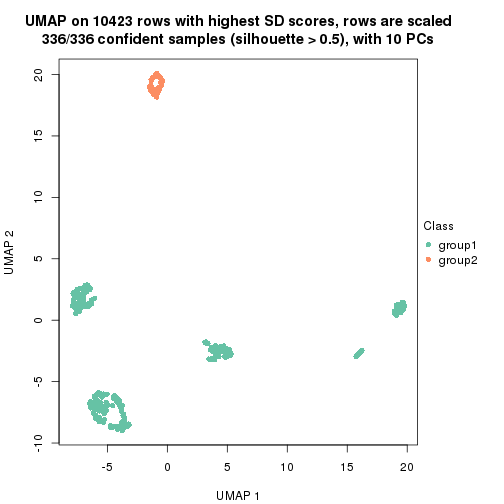 UMAP on 10423 rows with highest SD scores, rows are scaled
336/336 confident samples (silhouette > 0.5), with 10 PCs
20
15
10
5
0
-5
-10
UMAP 2
Class
group1
group2
-5
0
5
10
15
20
UMAP 1